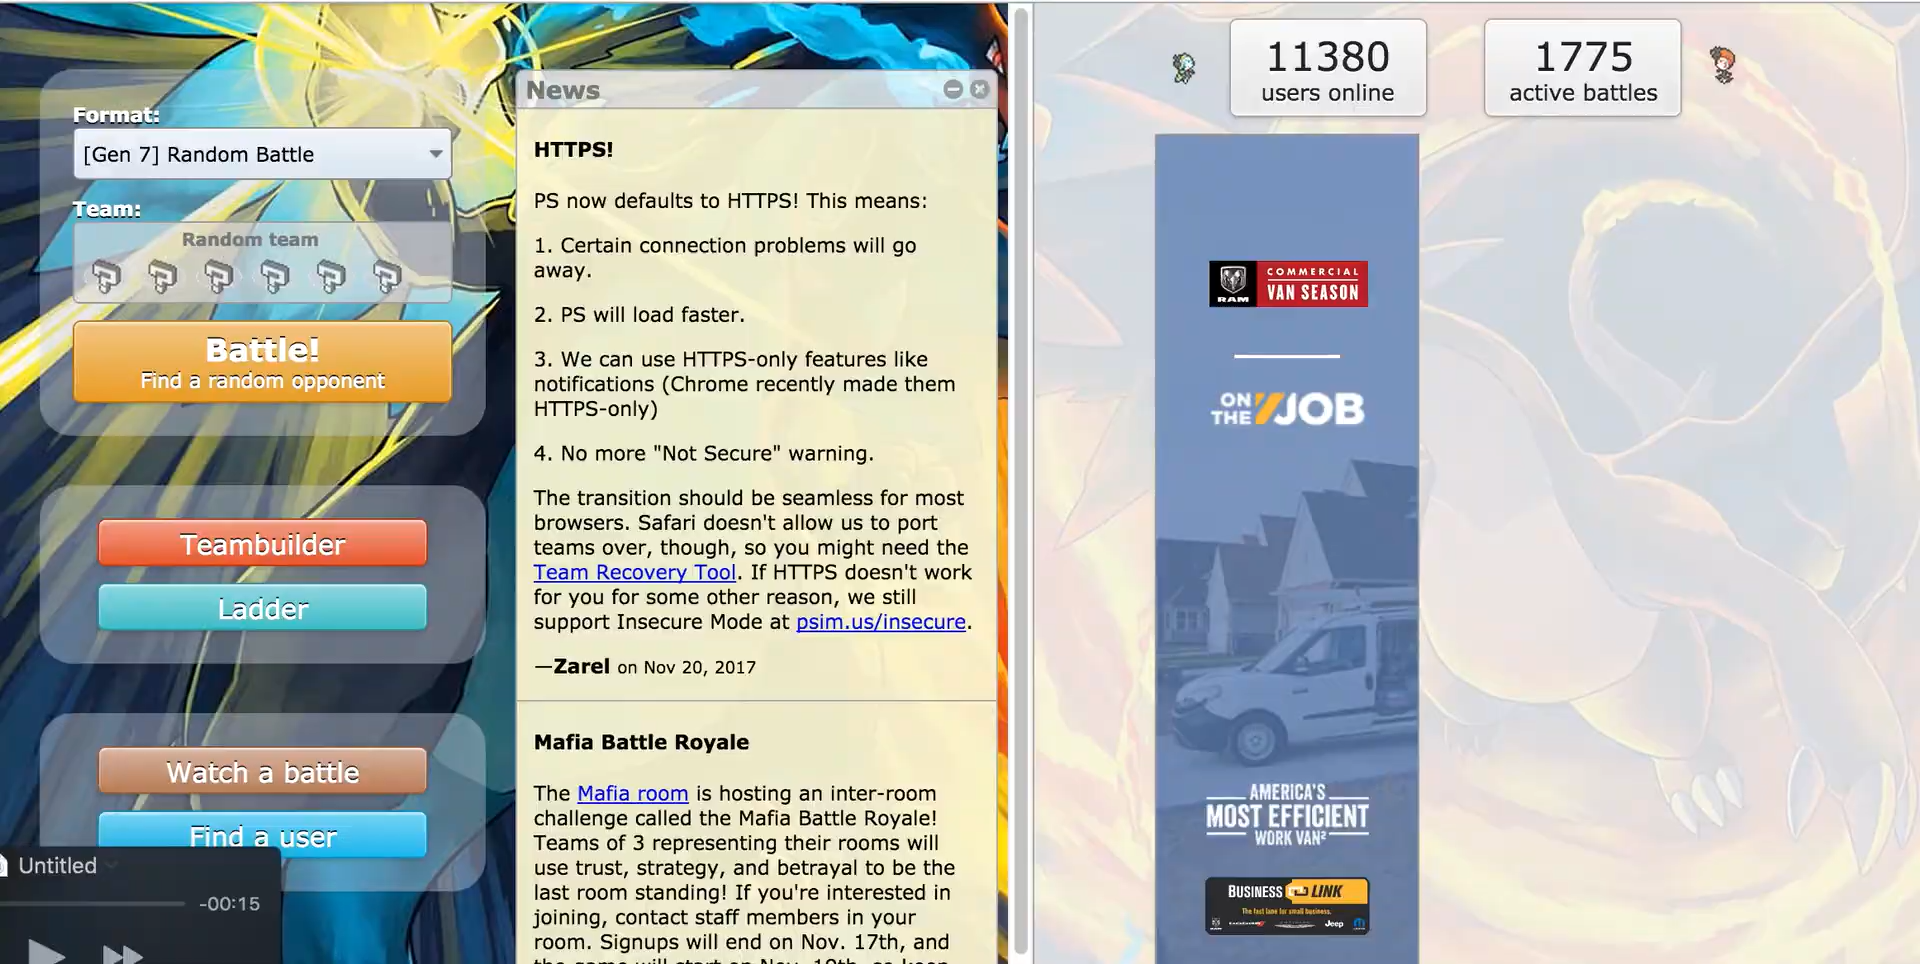 Format:
[Gen 7] Random Battle
Team:
Random team
Battle!
Find a random opponent
Teambuilder
Ladder
Watch a battle
Find a user
Untitled
-00:15
News
HTTPS!
PS now defaults to HTTPS! This means:
1. Certain connection problems will go
away.
2. PS will load faster.
3. We can use HTTPS-only features like
notifications (Chrome recently made them
HTTPS-only)
4. No more "Not Secure" warning.
The transition should be seamless for most
browsers. Safari doesn't allow us to port
teams over, though, so you might need the
Team Recovery Tool. If HTTPS doesn't work
for you for some other reason, we still
support Insecure Mode at psim.us/insecure.
—Zarel on Nov 20, 2017
Mafia Battle Royale
The Mafia room is hosting an inter-room
challenge called the Mafia Battle Royale!
Teams of 3 representing their rooms will
use trust, strategy, and betrayal to be the
last room standing! If you're interested in
joining, contact staff members in your
room. Signups will end on Nov. 17th, and
11380
users online
1775
active battles
RAM
COMMERCIAL
VAN SEASON
ON
THE JOB
AMERICA'S
MOST EFFICIENT
WORK VAN²
BUSINESS LINK
The fast lane for small business.
RAM
Jeep